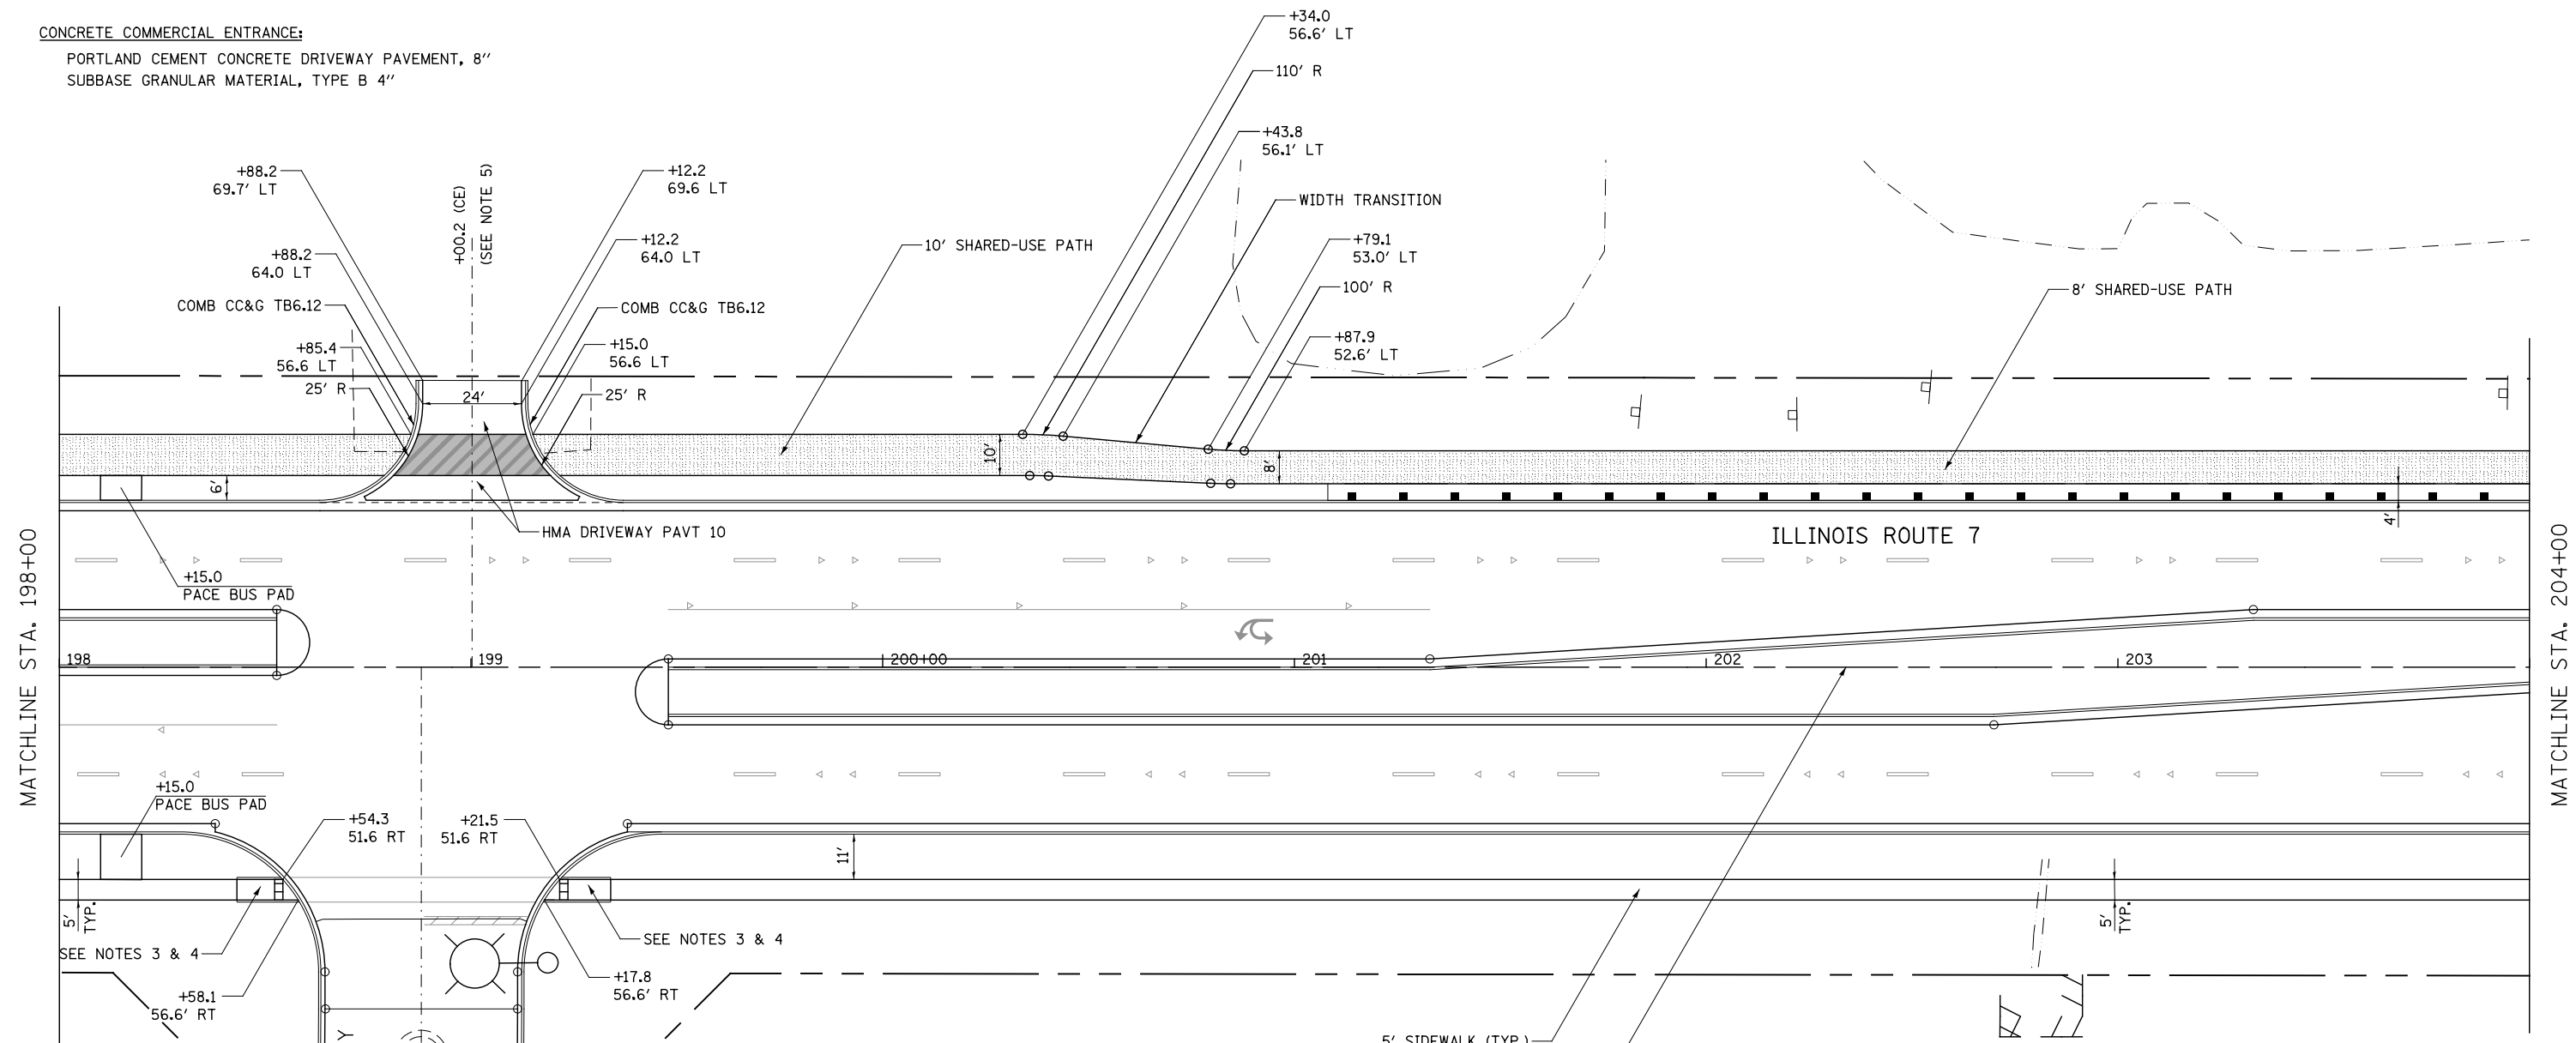 CONCRETE COMMERCIAL ENTRANCE:
PORTLAND CEMENT CONCRETE DRIVEWAY PAVEMENT, 8"
SUBBASE GRANULAR MATERIAL, TYPE B 4"
+34.0
56.6' LT
110' R
+43.8
56.1' LT
WIDTH TRANSITION
+79.1
53.0' LT
100' R
+87.9
52.6' LT
+88.2
69.7' LT
+88.2
64.0 LT
COMB CC&G TB6.12
+85.4
56.6 LT
25' R
+00.2 (CE)
(SEE NOTE 5)
+12.2
69.6 LT
+12.2
64.0 LT
COMB CC&G TB6.12
+15.0
56.6 LT
25' R
24'
10' SHARED-USE PATH
8' SHARED-USE PATH
6'
10'
8'
4'
HMA DRIVEWAY PAVT 10
ILLINOIS ROUTE 7
+15.0
PACE BUS PAD
MATCHLINE STA. 198+00
MATCHLINE STA. 204+00
198
199
200+00
201
202
203
+15.0
PACE BUS PAD
+54.3
51.6 RT
+21.5
51.6 RT
11'
5'
TYP.
5'
TYP.
SEE NOTES 3 & 4
SEE NOTES 3 & 4
+58.1
56.6' RT
+17.8
56.6' RT
Y
5' SIDEWALK (TYP.)